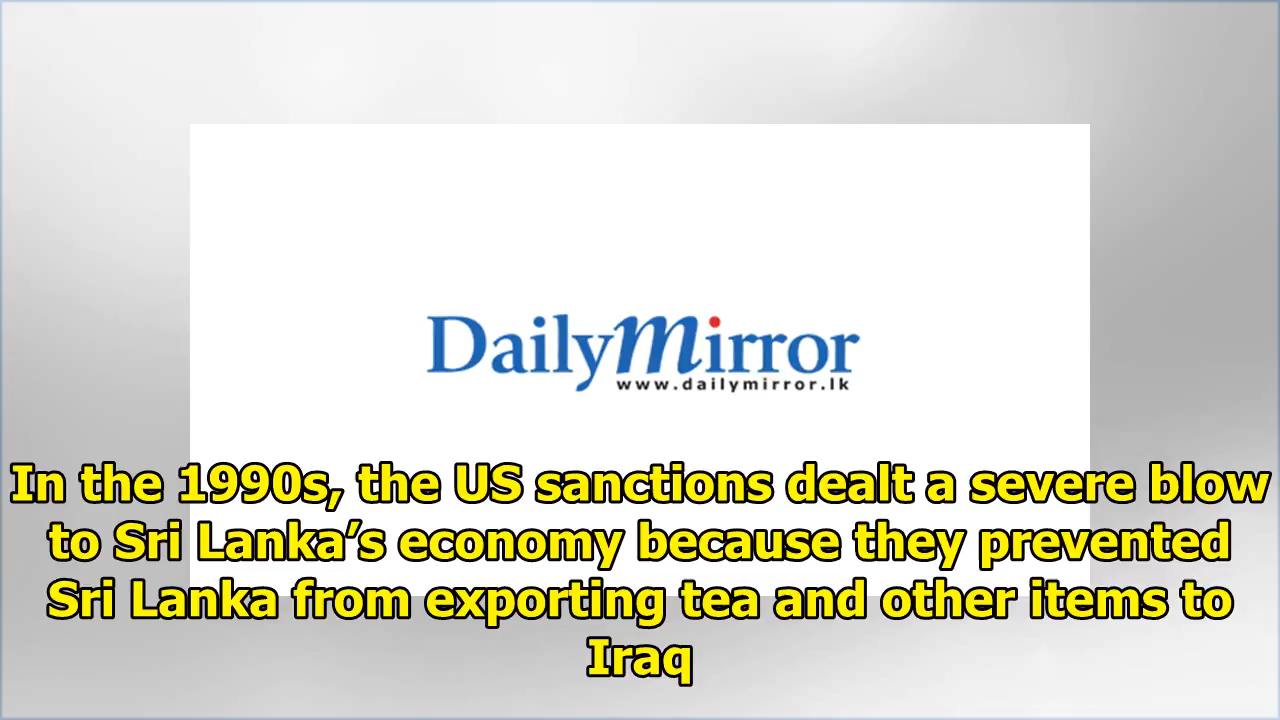 DailyMirror
www.dailymirror.lk
In the 1990s, the US sanctions dealt a severe blow
to Sri Lanka’s economy because they prevented
Sri Lanka from exporting tea and other items to
Iraq